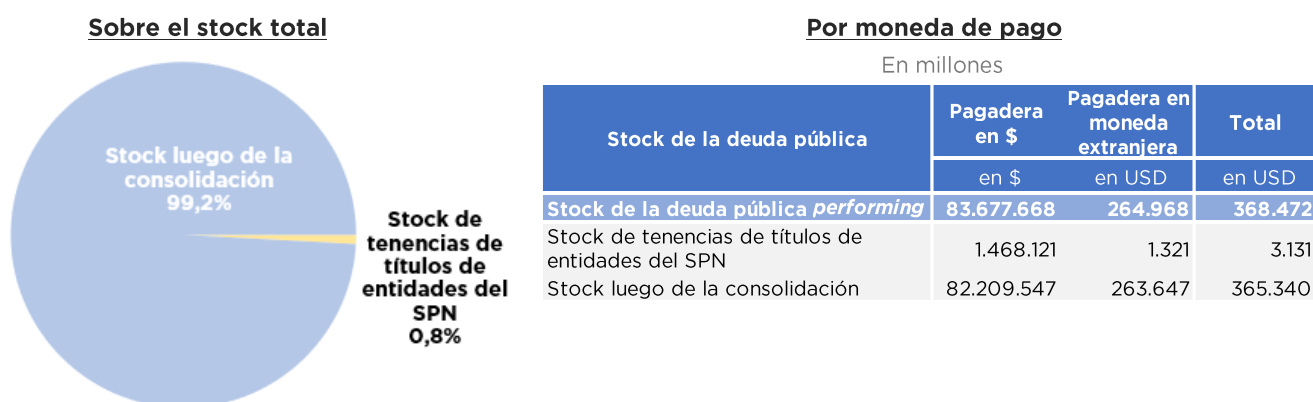 Sobre el stock total
Stock luego de la
consolidación
99,2%
Stock de
tenencias de
títulos de
entidades del
SPN
0,8%
Por moneda de pago
En millones
Stock de la deuda pública
Pagadera
en $
Pagadera en
moneda
extranjera
Total
en $ en USD en USD
Stock de la deuda pública performing 83.677.668 264.968 368.472
Stock de tenencias de títulos de
entidades del SPN 1.468.121 1.321 3.131
Stock luego de la consolidación 82.209.547 263.647 365.340